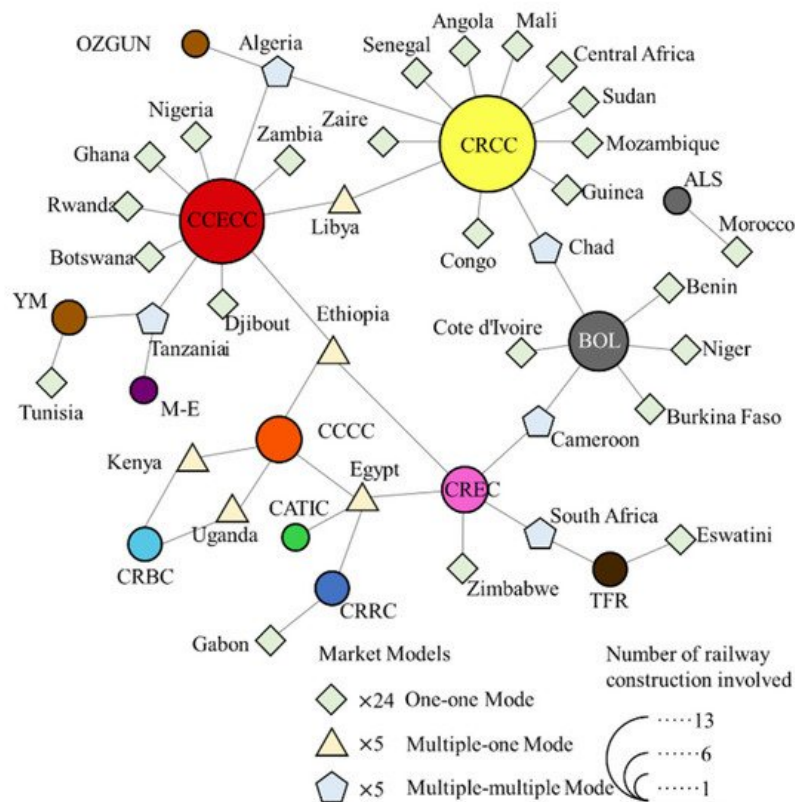 OZGUN
Algeria
Senegal
Angola
Mali
Central Africa
Sudan
Nigeria
Zambia
Zaire
CRCC
Mozambique
Ghana
ALS
Rwanda
CCECC
Guinea
Libya
Morocco
Botswana
Congo
Chad
YM
Djibout
Ethiopia
Benin
Tanzaniai
Cote d'Ivoire
BOL
Niger
Tunisia
M-E
CCCC
Burkina Faso
Cameroon
Kenya
Egypt
CREC
CATIC
South Africa
Uganda
Eswatini
CRBC
CRRC
Zimbabwe
TFR
Gabon
Market Models
×24 One-one Mode
×5 Multiple-one Mode
×5 Multiple-multiple Mode
Number of railway
construction involved
······13
······6
······1